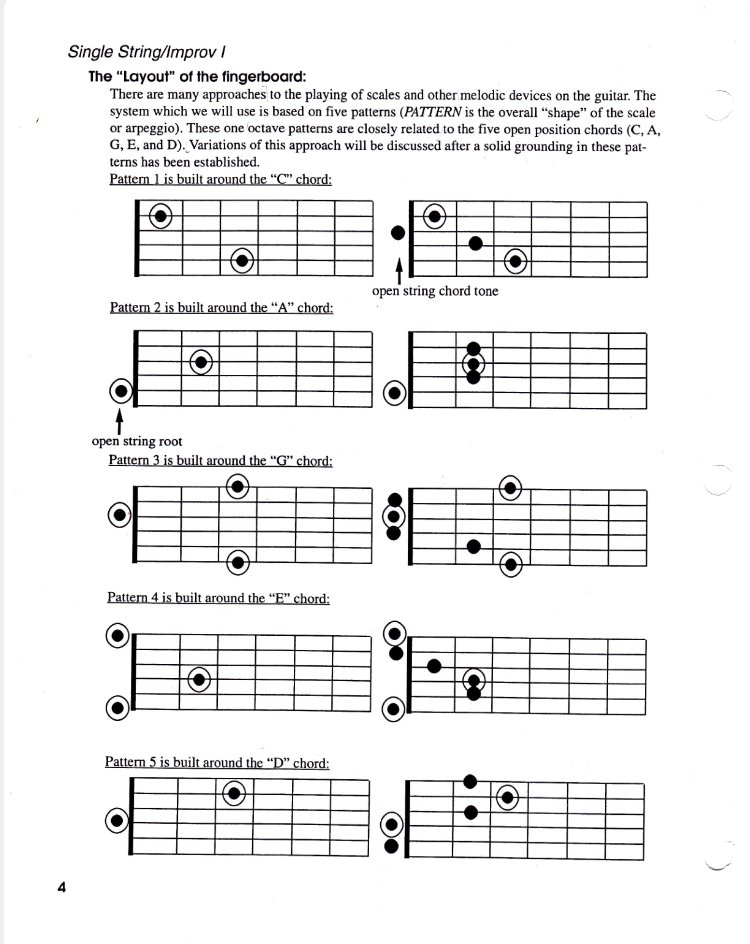 Single String/Improv I
The “Layout” of the fingerboard:
There are many approaches to the playing of scales and other melodic devices on the guitar. The
system which we will use is based on five patterns (PATTERN is the overall “shape” of the scale
or arpeggio). These one octave patterns are closely related to the five open position chords (C, A,
G, E, and D). Variations of this approach will be discussed after a solid grounding in these pat-
terns has been established.
Pattern 1 is built around the “C” chord:
open string chord tone
Pattern 2 is built around the “A” chord:
open string root
Pattern 3 is built around the “G” chord:
Pattern 4 is built around the “E” chord:
Pattern 5 is built around the “D” chord:
4